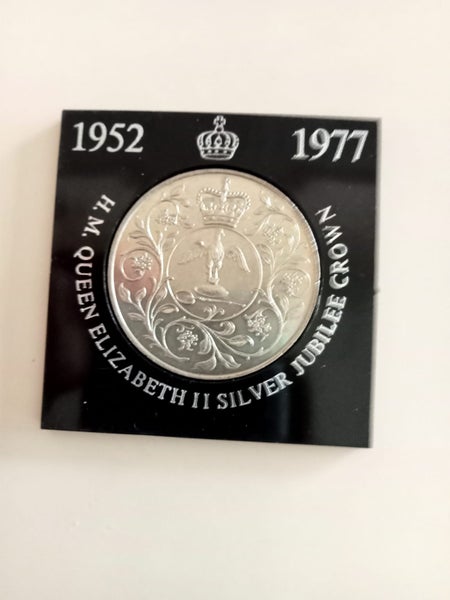 1952 1977
H.M. QUEEN ELIZABETH II SILVER JUBILEE CROWN